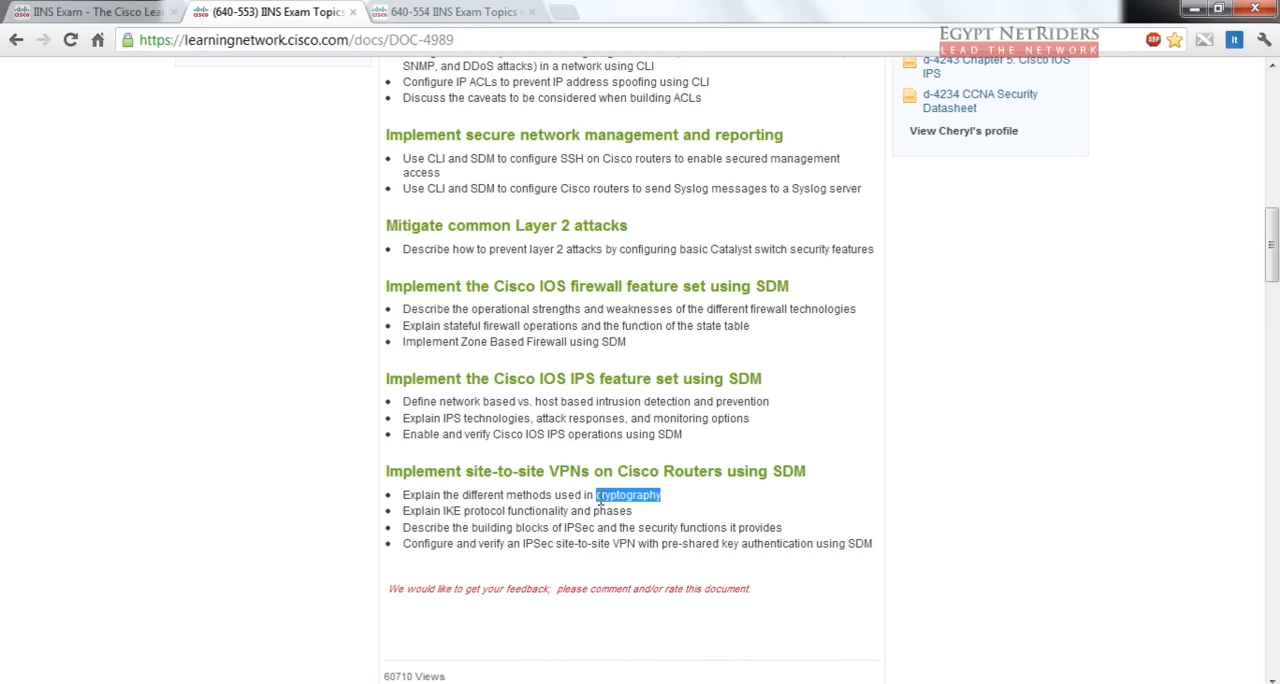 IINS Exam - The Cisco Lea
(640-553) IINS Exam Topics
640-554 IINS Exam Topics
https://learningnetwork.cisco.com/docs/DOC-4989
EGYPT NETRIDERS
LEAD THE NETWORK
ABP
It
SNMP, and DDoS attacks) in a network using CLI
Configure IP ACLs to prevent IP address spoofing using CLI
Discuss the caveats to be considered when building ACLs
Implement secure network management and reporting
Use CLI and SDM to configure SSH on Cisco routers to enable secured management
access
Use CLI and SDM to configure Cisco routers to send Syslog messages to a Syslog server
Mitigate common Layer 2 attacks
Describe how to prevent layer 2 attacks by configuring basic Catalyst switch security features
Implement the Cisco IOS firewall feature set using SDM
Describe the operational strengths and weaknesses of the different firewall technologies
Explain stateful firewall operations and the function of the state table
Implement Zone Based Firewall using SDM
Implement the Cisco IOS IPS feature set using SDM
Define network based vs. host based intrusion detection and prevention
Explain IPS technologies, attack responses, and monitoring options
Enable and verify Cisco IOS IPS operations using SDM
Implement site-to-site VPNs on Cisco Routers using SDM
Explain the different methods used in cryptography
Explain IKE protocol functionality and phases
Describe the building blocks of IPSec and the security functions it provides
Configure and verify an IPSec site-to-site VPN with pre-shared key authentication using SDM
We would like to get your feedback; please comment and/or rate this document.
60710 Views
d-4243 Chapter 5: Cisco IOS
IPS
d-4234 CCNA Security
Datasheet
View Cheryl's profile